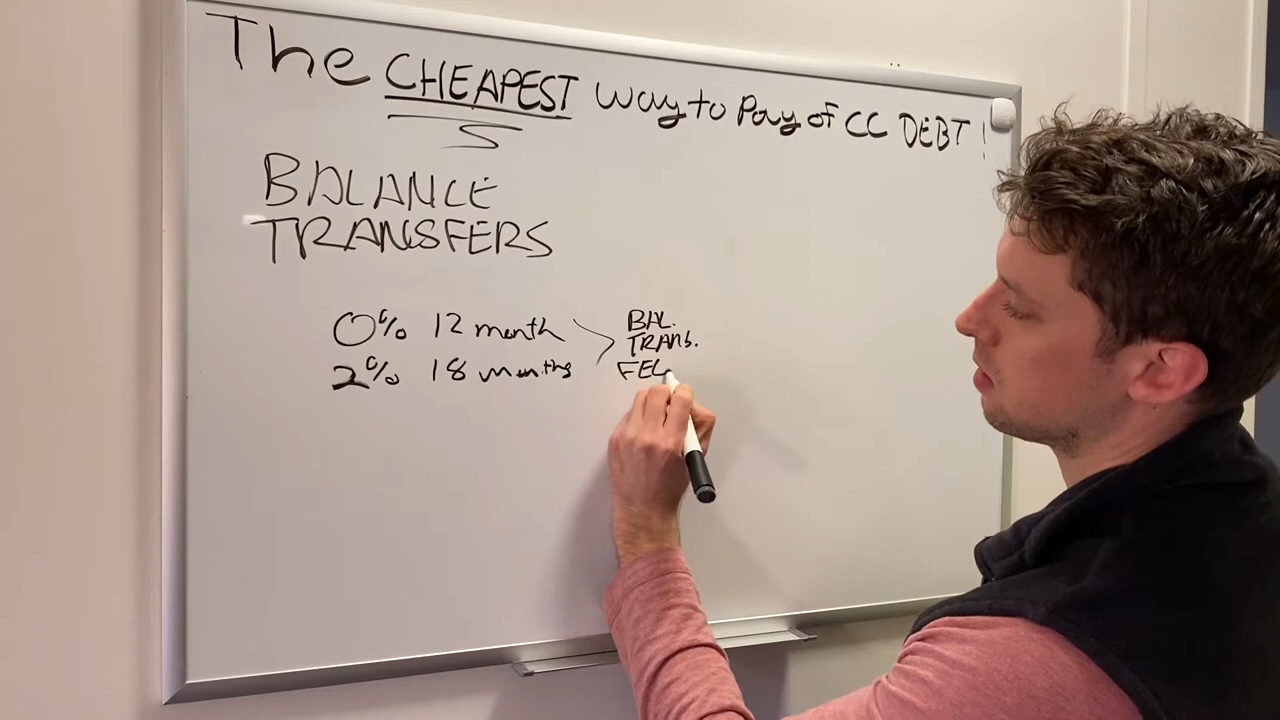 The CHEAPEST way to Pay of CC DEBT !
BALANCE
TRANSFERS
0% 12 month
2% 18 months
BAL.
TRANS.
FEE